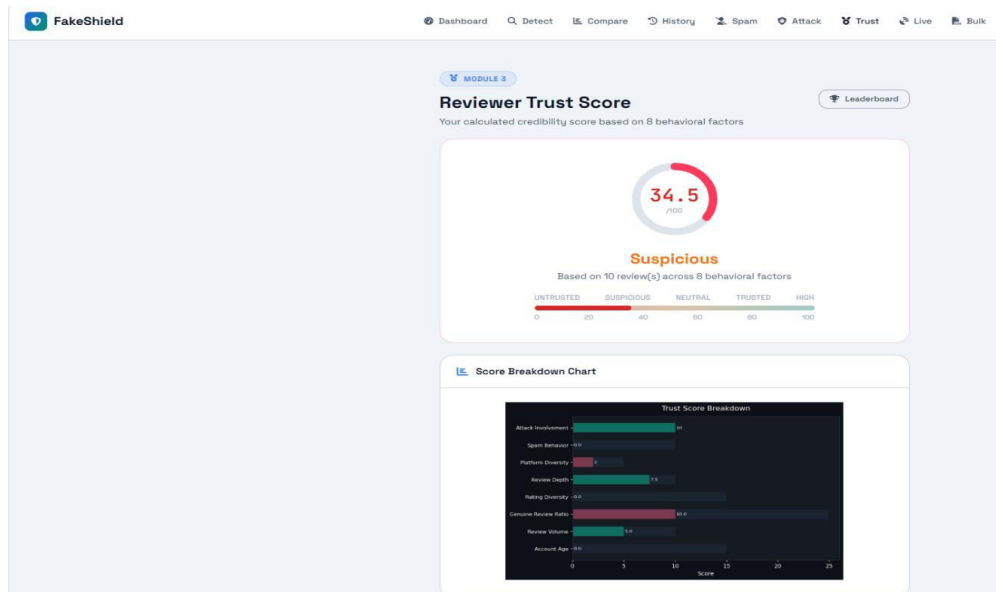 FakeShield
Dashboard Detect Compare History Spam Attack Trust Live Bulk
MODULE 3
Reviewer Trust Score
Leaderboard
Your calculated credibility score based on 8 behavioral factors
34.5
/100
Suspicious
Based on 10 review(s) across 8 behavioral factors
UNTRUSTED SUSPICIOUS NEUTRAL TRUSTED HIGH
0 20 40 60 80 100
Score Breakdown Chart
Trust Score Breakdown
Attack Involvement 10
Spam Behavior 0.0
Platform Diversity 2
Review Depth 7.5
Rating Diversity 0.0
Genuine Review Ratio 10.0
Review Volume 5.0
Account Age 0.0
0 5 10 15 20 25
Score